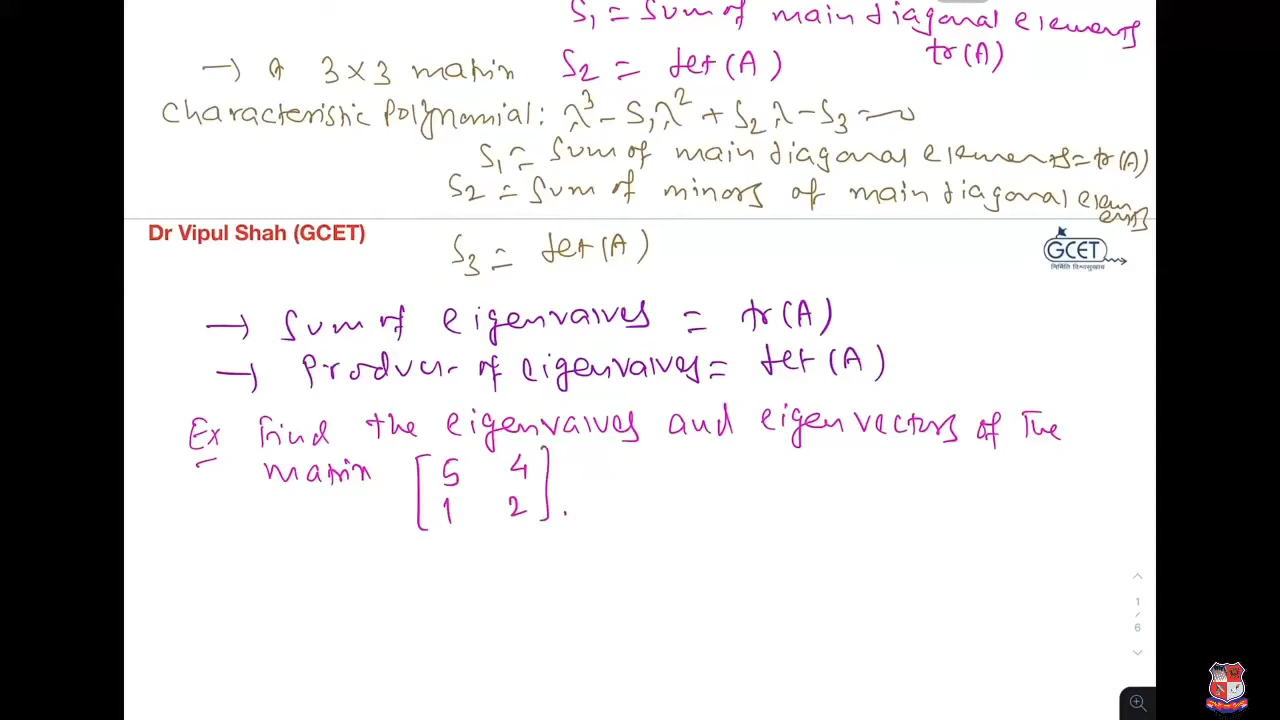 S₁ = Sum of main diagonal elements
tr(A)
→ A 3×3 matrix S₂ = det(A)
Characteristic Polynomial: λ³ - S₁λ² + S₂λ - S₃ = 0
S₁ = Sum of main diagonal elements = tr(A)
S₂ = Sum of minors of main diagonal elements
Dr Vipul Shah (GCET)
GCET
S₃ = det(A)
→ Sum of eigenvalues = tr(A)
→ Product of eigenvalues = det(A)
Ex Find the eigenvalues and eigenvectors of the
matrix [5 4
1 2].
1
/
6